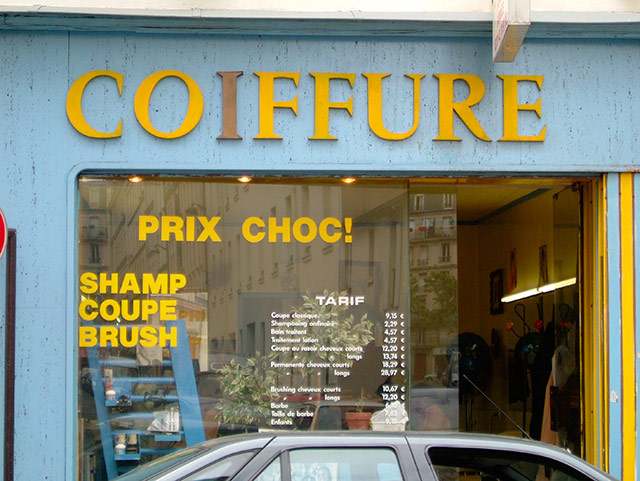 COIFFURE
PRIX CHOC!
SHAMP
COUPE
BRUSH
TARIF
Coupe classique 9,15 €
Shampooing ordinaire 2,29 €
Bain traitant 4,57 €
Traitement lotion 4,57 €
Coupe au rasoir cheveux courts 12,20 €
" " longs 13,74 €
Permanente cheveux courts 18,29 €
" longs 28,97 €
Brushing cheveux courts 10,67 €
" " longs 12,20 €
Barbe €
Taille de barbe 7,62 €
Enfants